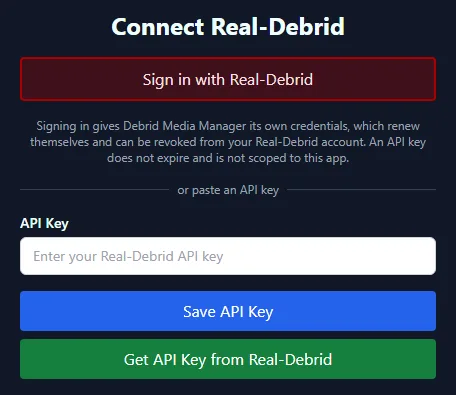 Connect Real-Debrid
Sign in with Real-Debrid
Signing in gives Debrid Media Manager its own credentials, which renew
themselves and can be revoked from your Real-Debrid account. An API key
does not expire and is not scoped to this app.
or paste an API key
API Key
Enter your Real-Debrid API key
Save API Key
Get API Key from Real-Debrid